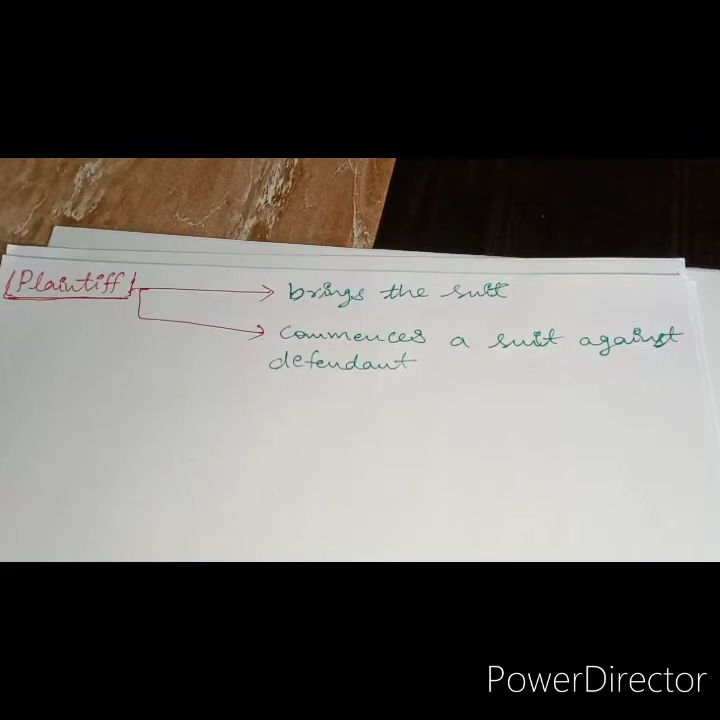 Plaintiff
brings the suit
commences a suit against
defendant
PowerDirector